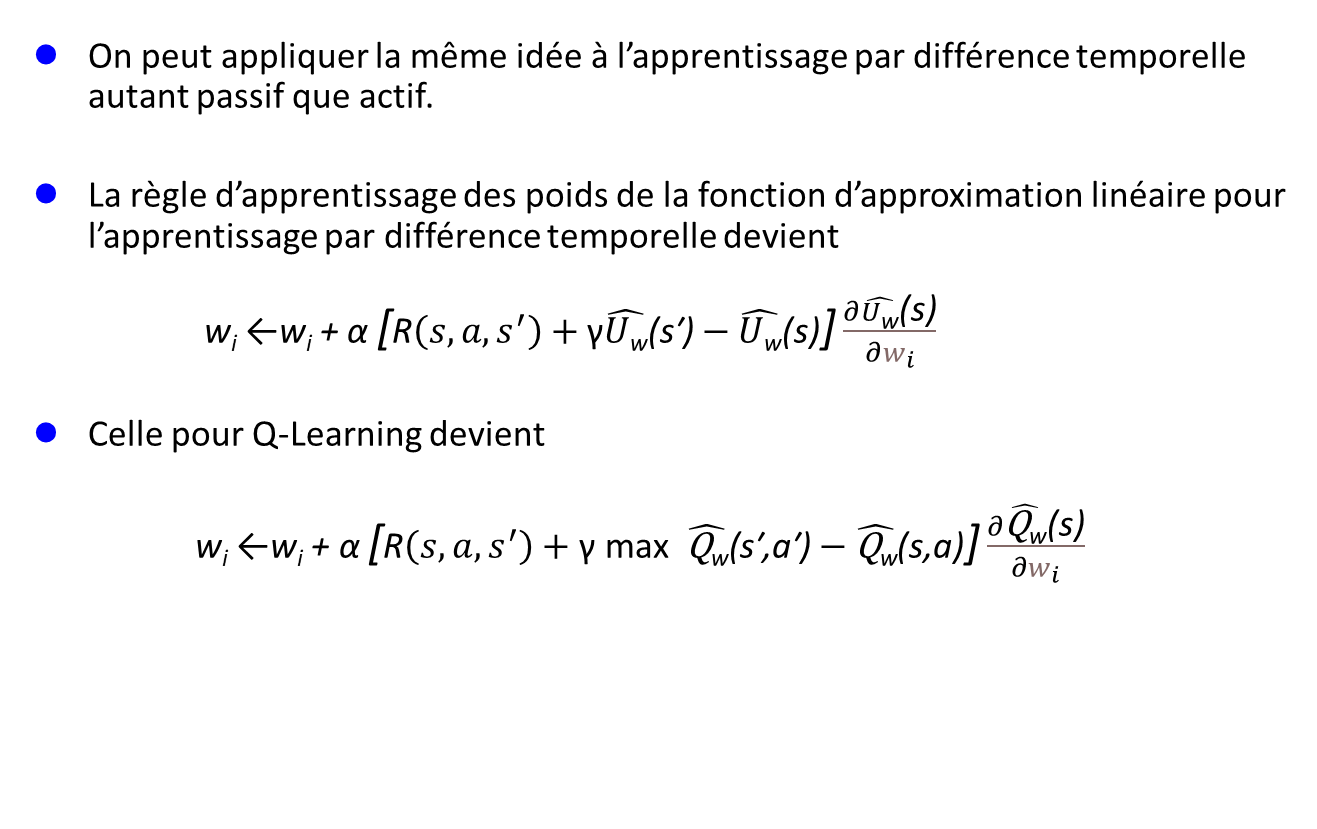 ● On peut appliquer la même idée à l’apprentissage par différence temporelle
autant passif que actif.
● La règle d’apprentissage des poids de la fonction d’approximation linéaire pour
l’apprentissage par différence temporelle devient
wᵢ ←wᵢ + α [R(s, a, s′) + γÛ_w(s′) − Û_w(s)] ∂Û_w(s)/∂wᵢ
● Celle pour Q-Learning devient
wᵢ ←wᵢ + α [R(s, a, s′) + γ max Q̂_w(s′,a′) − Q̂_w(s,a)] ∂Q̂_w(s)/∂wᵢ